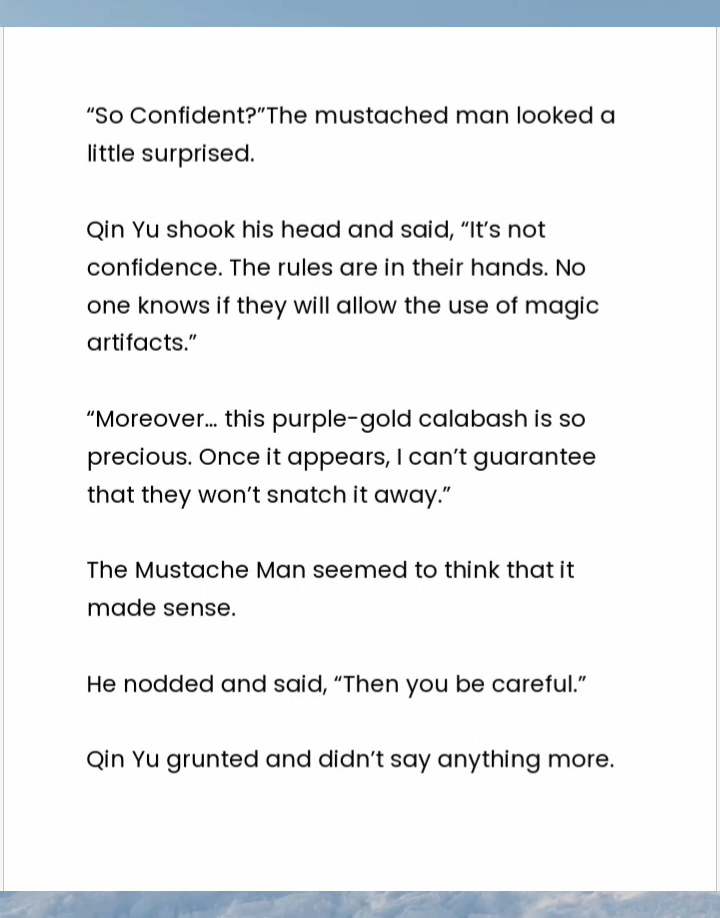 “So Confident?”The mustached man looked a
little surprised.
Qin Yu shook his head and said, “It’s not
confidence. The rules are in their hands. No
one knows if they will allow the use of magic
artifacts.”
“Moreover… this purple-gold calabash is so
precious. Once it appears, I can’t guarantee
that they won’t snatch it away.”
The Mustache Man seemed to think that it
made sense.
He nodded and said, “Then you be careful.”
Qin Yu grunted and didn’t say anything more.